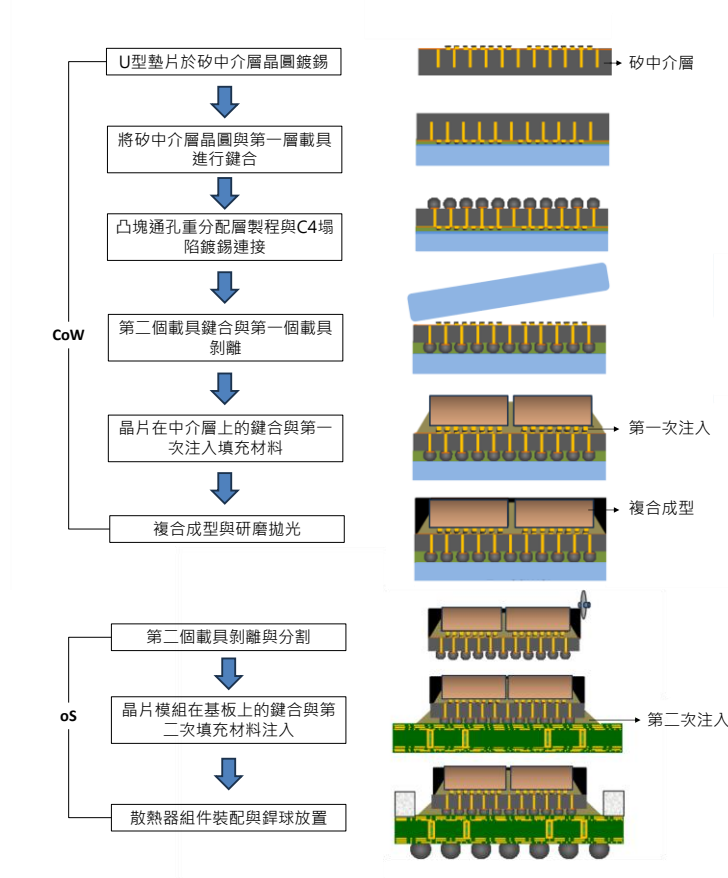 U型墊片於矽中介層晶圓鍍錫
矽中介層
將矽中介層晶圓與第一層載具
進行鍵合
凸塊通孔重分配層製程與C4塌
陷鍍錫連接
CoW
第二個載具鍵合與第一個載具
剝離
晶片在中介層上的鍵合與第一
次注入填充材料
第一次注入
複合成型與研磨拋光
複合成型
第二個載具剝離與分割
oS
晶片模組在基板上的鍵合與第
二次填充材料注入
第二次注入
散熱器組件裝配與銲球放置